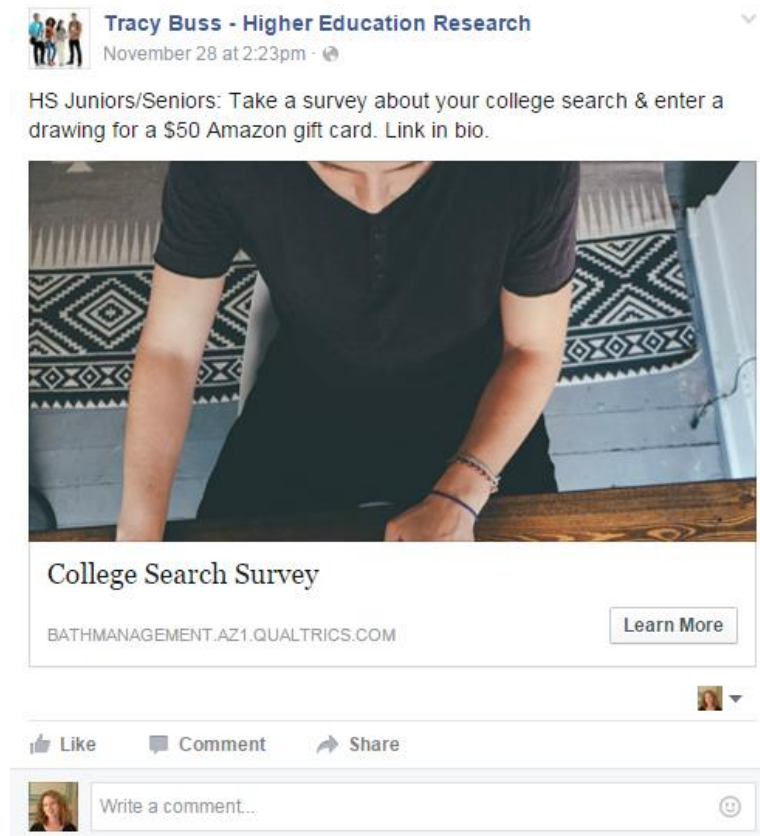 Tracy Buss - Higher Education Research
November 28 at 2:23pm ·
HS Juniors/Seniors: Take a survey about your college search & enter a
drawing for a $50 Amazon gift card. Link in bio.
College Search Survey
BATHMANAGEMENT.AZ1.QUALTRICS.COM
Learn More
Like Comment Share
Write a comment...